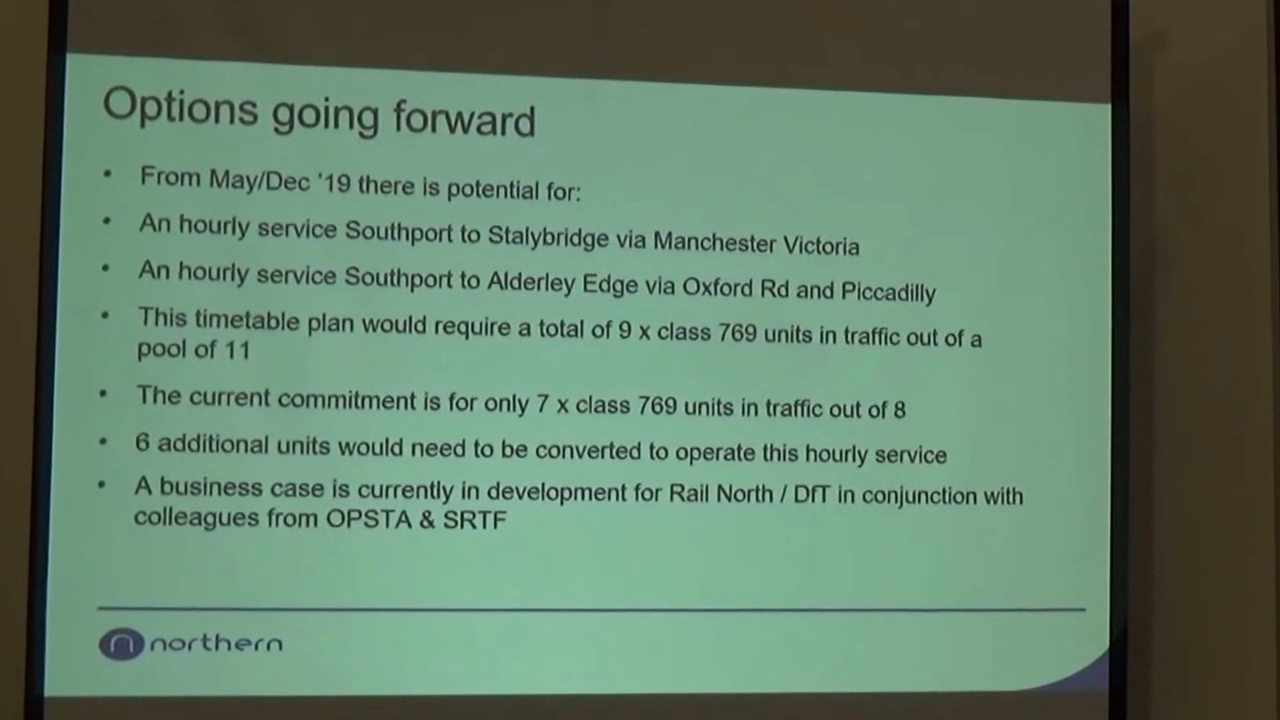 Options going forward
• From May/Dec '19 there is potential for:
• An hourly service Southport to Stalybridge via Manchester Victoria
• An hourly service Southport to Alderley Edge via Oxford Rd and Piccadilly
• This timetable plan would require a total of 9 x class 769 units in traffic out of a
pool of 11
• The current commitment is for only 7 x class 769 units in traffic out of 8
• 6 additional units would need to be converted to operate this hourly service
• A business case is currently in development for Rail North / DfT in conjunction with
colleagues from OPSTA & SRTF
n northern